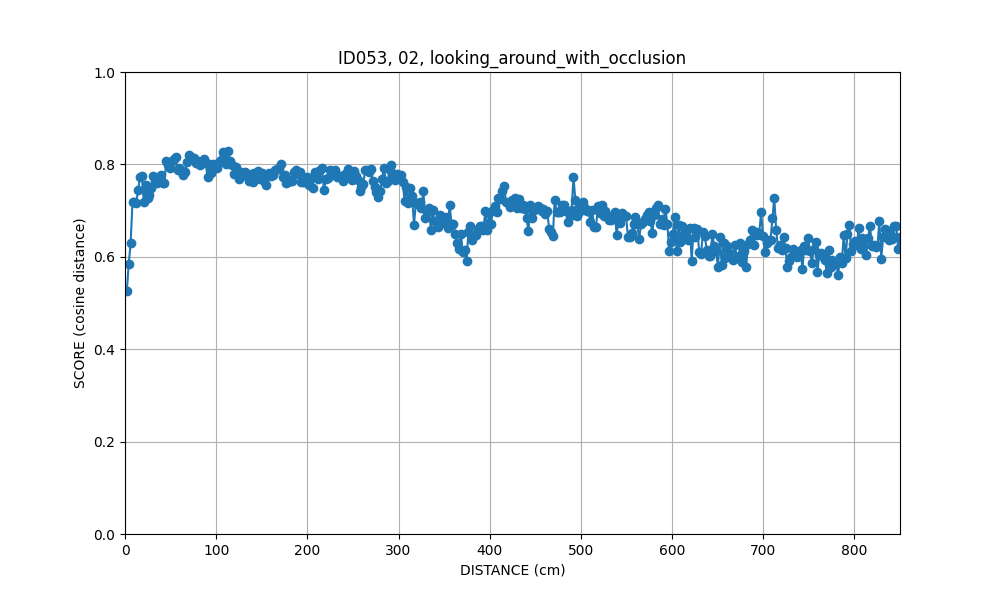 ID053, 02, looking_around_with_occlusion
1.0
0.8
0.6
0.4
0.2
0.0
SCORE (cosine distance)
0 100 200 300 400 500 600 700 800
DISTANCE (cm)